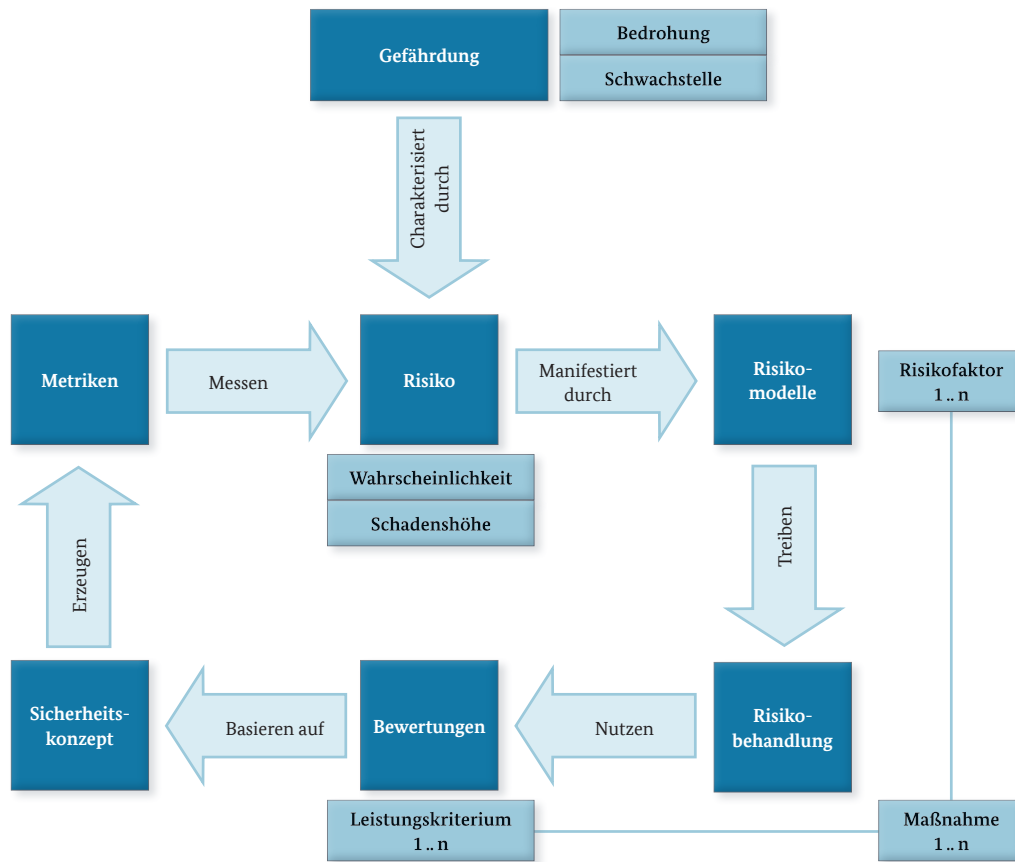 Bedrohung
Gefährdung
Schwachstelle
Charakterisiert
durch
Metriken
Messen
Risiko
Manifestiert
durch
Risiko-
modelle
Risikofaktor
1 .. n
Wahrscheinlichkeit
Schadenshöhe
Erzeugen
Treiben
Sicherheits-
konzept
Basieren auf
Bewertungen
Nutzen
Risiko-
behandlung
Leistungskriterium
1 .. n
Maßnahme
1 .. n